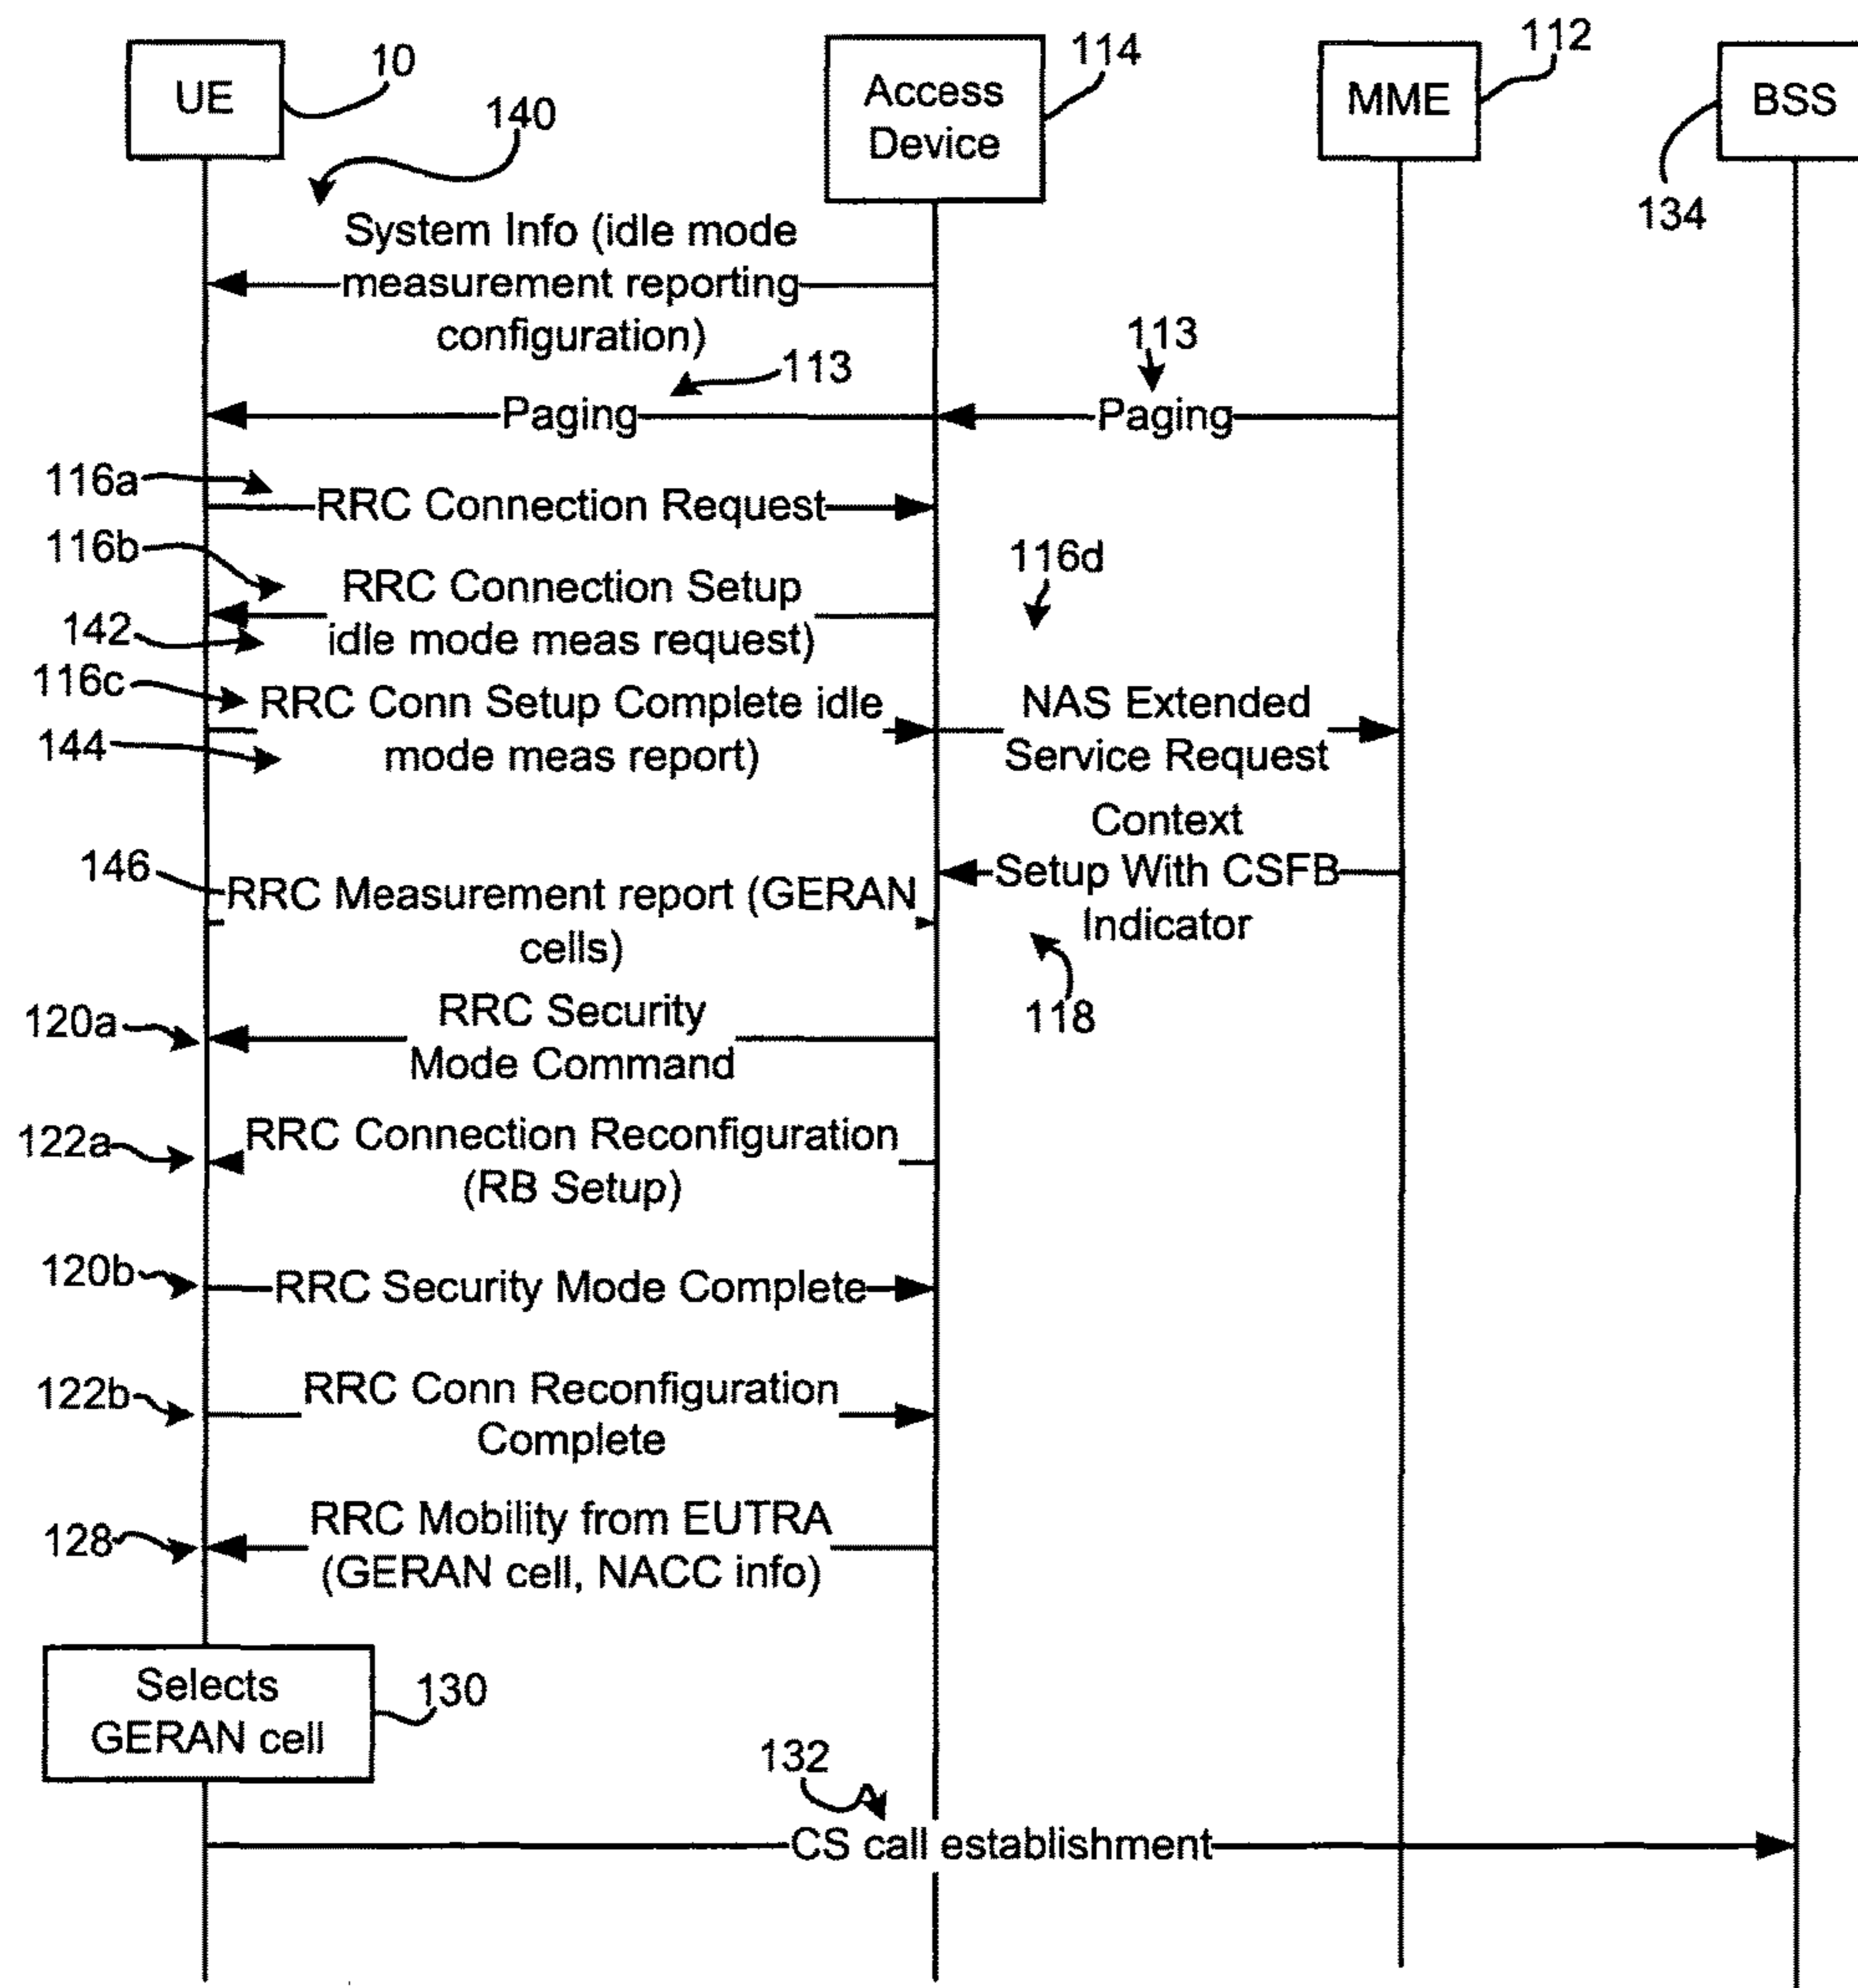 UE
10
Access
Device
114
MME
112
BSS
134
140
System Info (idle mode
measurement reporting
configuration)
113
Paging
113
Paging
116a
RRC Connection Request
116b
RRC Connection Setup
142
idle mode meas request)
116d
116c
RRC Conn Setup Complete idle
144
mode meas report)
NAS Extended
Service Request
Context
Setup With CSFB
Indicator
118
146
RRC Measurement report (GERAN
cells)
120a
RRC Security
Mode Command
122a
RRC Connection Reconfiguration
(RB Setup)
120b
RRC Security Mode Complete
122b
RRC Conn Reconfiguration
Complete
128
RRC Mobility from EUTRA
(GERAN cell, NACC info)
Selects
GERAN cell
130
132
CS call establishment